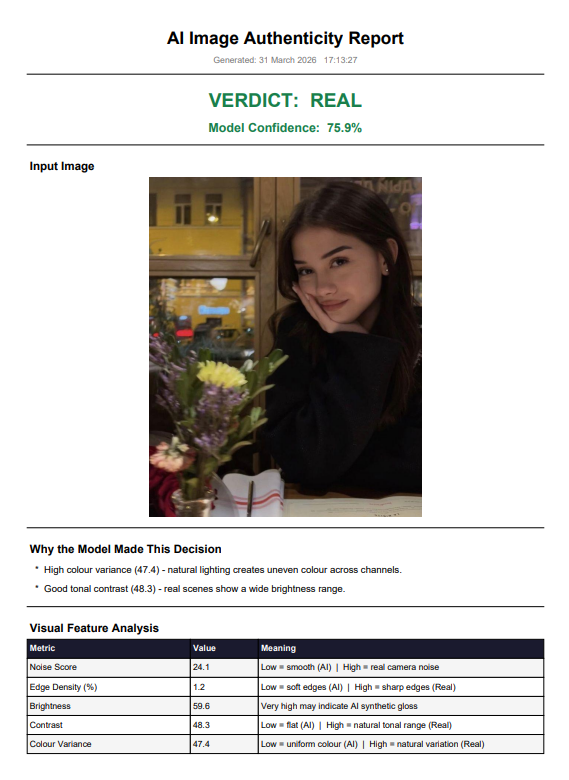 AI Image Authenticity Report
Generated: 31 March 2026 17:13:27
VERDICT: REAL
Model Confidence: 75.9%
Input Image
Why the Model Made This Decision
* High colour variance (47.4) - natural lighting creates uneven colour across channels.
* Good tonal contrast (48.3) - real scenes show a wide brightness range.
Visual Feature Analysis
Metric Value Meaning
Noise Score 24.1 Low = smooth (AI) | High = real camera noise
Edge Density (%) 1.2 Low = soft edges (AI) | High = sharp edges (Real)
Brightness 59.6 Very high may indicate AI synthetic gloss
Contrast 48.3 Low = flat (AI) | High = natural tonal range (Real)
Colour Variance 47.4 Low = uniform colour (AI) | High = natural variation (Real)